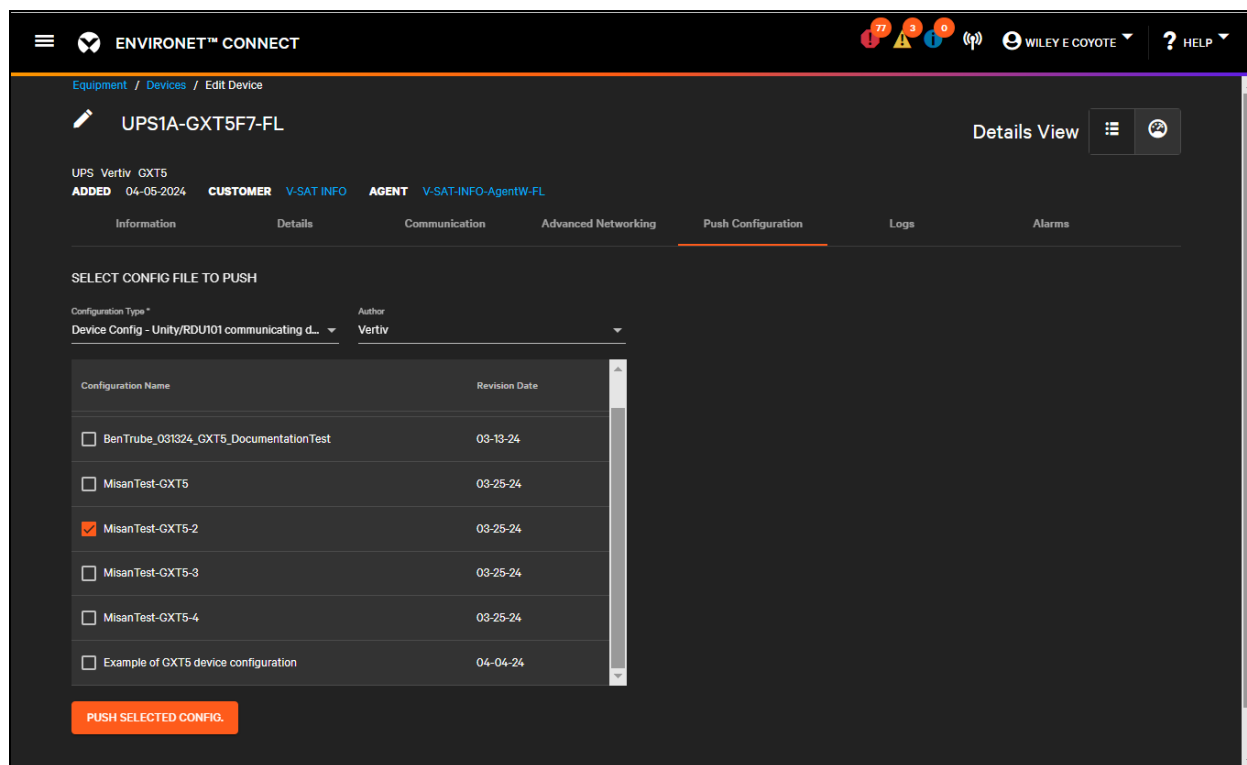 ENVIRONET™ CONNECT
77 3 0 WILEY E COYOTE ? HELP
Equipment / Devices / Edit Device
UPS1A-GXT5F7-FL
Details View
UPS Vertiv GXT5
ADDED 04-05-2024 CUSTOMER V-SAT INFO AGENT V-SAT-INFO-AgentW-FL
Information Details Communication Advanced Networking Push Configuration Logs Alarms
SELECT CONFIG FILE TO PUSH
Configuration Type * Author
Device Config - Unity/RDU101 communicating d... Vertiv
Configuration Name Revision Date
BenTrube_031324_GXT5_DocumentationTest 03-13-24
MisanTest-GXT5 03-25-24
MisanTest-GXT5-2 03-25-24
MisanTest-GXT5-3 03-25-24
MisanTest-GXT5-4 03-25-24
Example of GXT5 device configuration 04-04-24
PUSH SELECTED CONFIG.